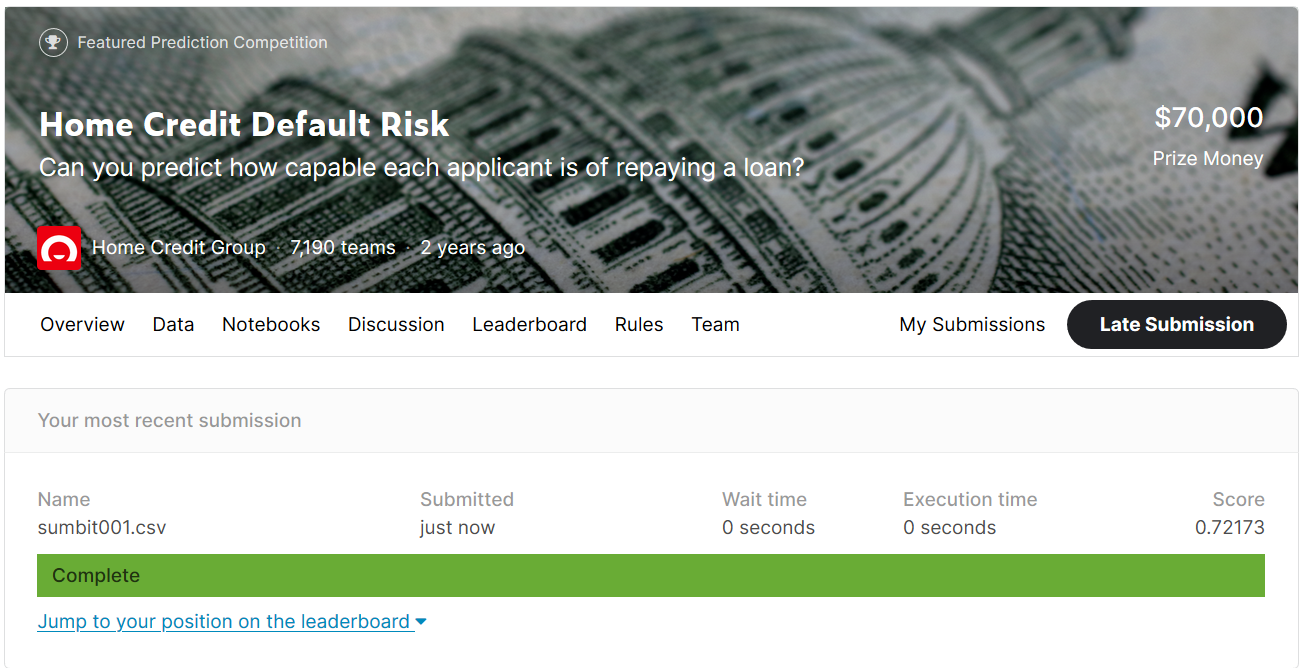 Featured Prediction Competition
Home Credit Default Risk
$70,000
Can you predict how capable each applicant is of repaying a loan?
Prize Money
Home Credit Group · 7,190 teams · 2 years ago
Overview Data Notebooks Discussion Leaderboard Rules Team My Submissions Late Submission
Your most recent submission
Name Submitted Wait time Execution time Score
sumbit001.csv just now 0 seconds 0 seconds 0.72173
Complete
Jump to your position on the leaderboard